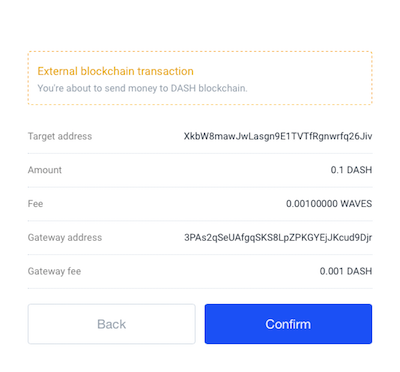 External blockchain transaction
You're about to send money to DASH blockchain.
Target address XkbW8mawJwLasgn9E1TVTfRgnwrfq26Jiv
Amount 0.1 DASH
Fee 0.00100000 WAVES
Gateway address 3PAs2qSeUAfgqSKS8LpZPKGYEjJKcud9Djr
Gateway fee 0.001 DASH
Back Confirm